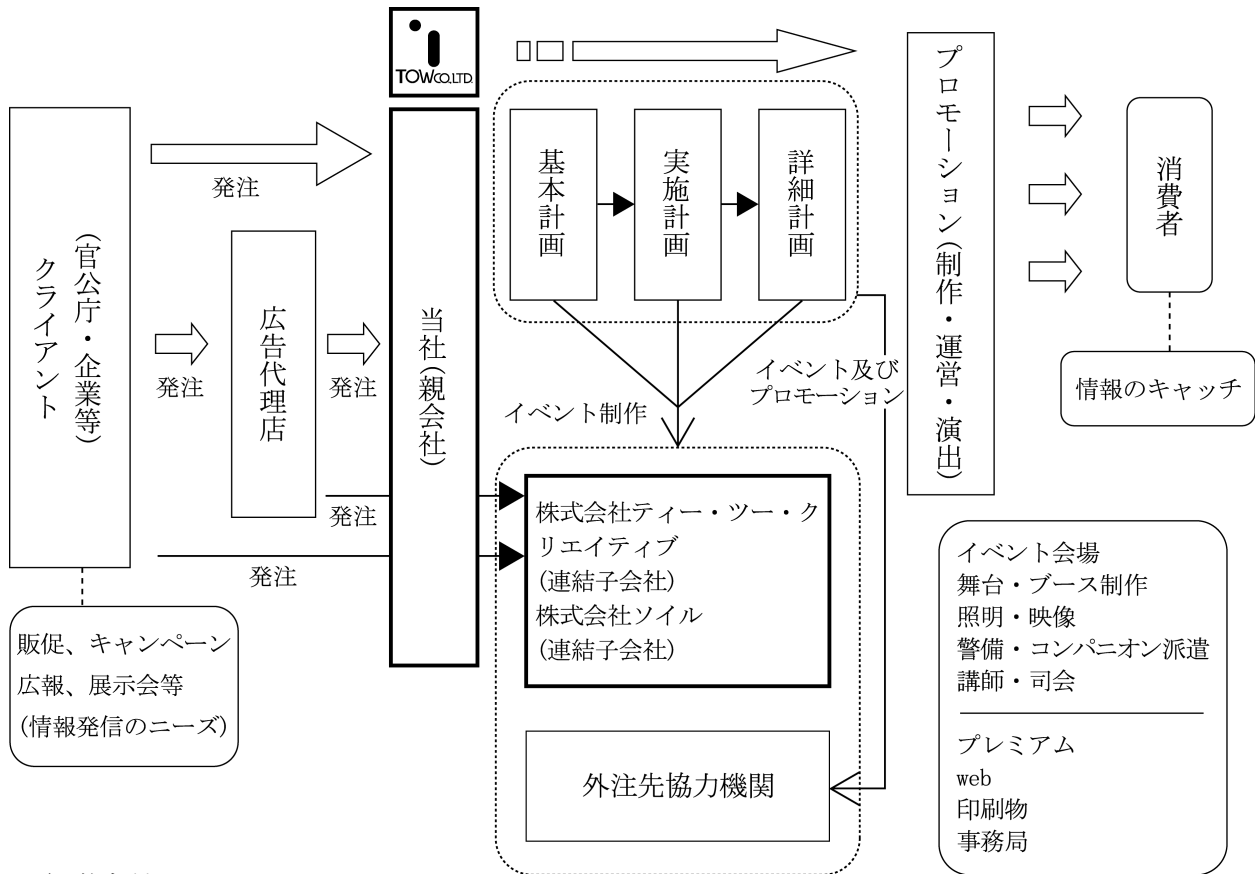 TOW CO.,LTD.
クライアント
(官公庁・企業等)
発注
発注
広告代理店
発注
発注
発注
当社(親会社)
基本計画
実施計画
詳細計画
イベント制作
イベント及び
プロモーション
プロモーション(制作・運営・演出)
消費者
情報のキャッチ
株式会社ティー・ツー・ク
リエイティブ
(連結子会社)
株式会社ソイル
(連結子会社)
外注先協力機関
販促、キャンペーン
広報、展示会等
(情報発信のニーズ)
イベント会場
舞台・ブース制作
照明・映像
警備・コンパニオン派遣
講師・司会
プレミアム
web
印刷物
事務局